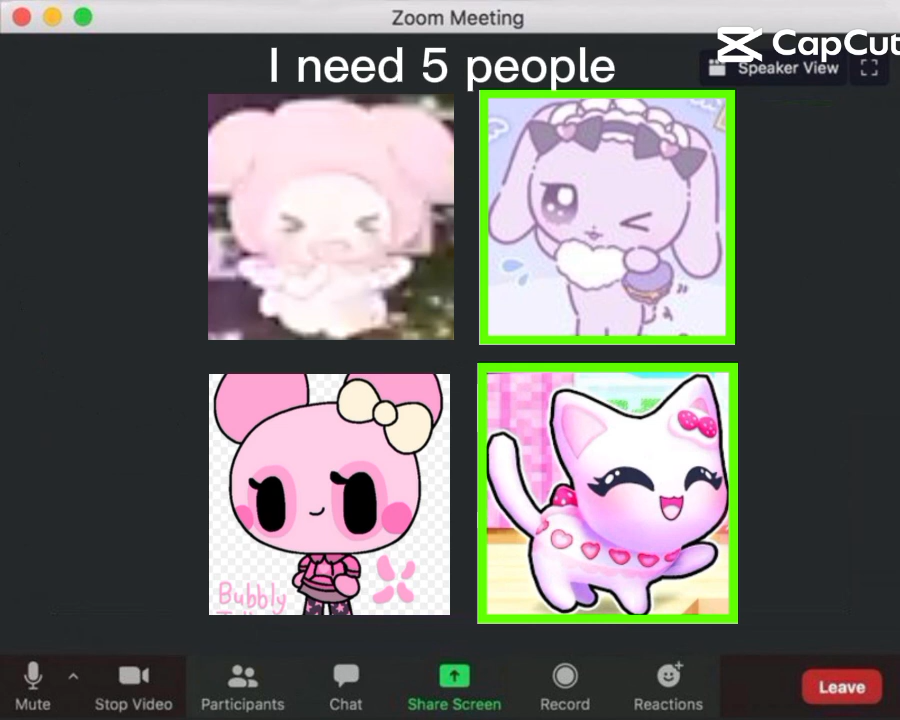 Zoom Meeting
I need 5 people
CapCut
Speaker View
Bubbly
Mute
Stop Video
Participants
Chat
Share Screen
Record
Reactions
Leave